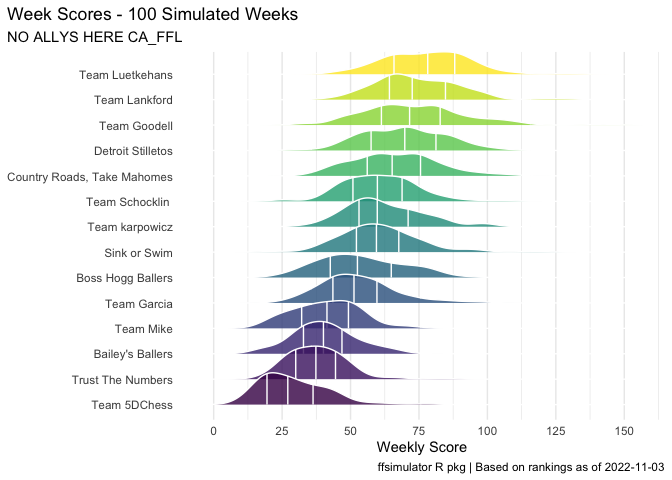 Week Scores - 100 Simulated Weeks
NO ALLYS HERE CA_FFL
Team Luetkehans
Team Lankford
Team Goodell
Detroit Stilletos
Country Roads, Take Mahomes
Team Schocklin
Team karpowicz
Sink or Swim
Boss Hogg Ballers
Team Garcia
Team Mike
Bailey's Ballers
Trust The Numbers
Team 5DChess
0 25 50 75 100 125 150
Weekly Score
ffsimulator R pkg | Based on rankings as of 2022-11-03